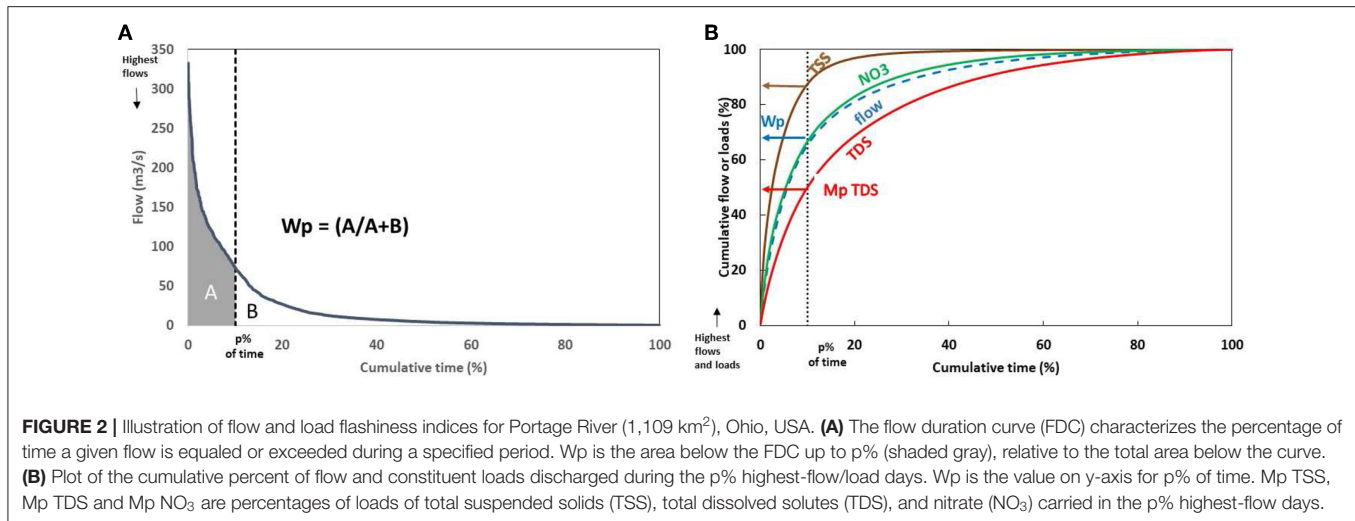 A
350
Highest
flows
300
250
200
150
100
50
0
Flow (m3/s)
Wp = (A/A+B)
A
B
0
p%
of time
20
40
60
80
100
Cumulative time (%)
B
100
80
60
40
20
0
Cumulative flow or loads (%)
TSS
NO3
flow
TDS
Wp
Mp TDS
Highest
flows
and loads
0
p%
of time
20
40
60
80
100
Cumulative time (%)
FIGURE 2 | Illustration of flow and load flashiness indices for Portage River (1,109 km²), Ohio, USA. (A) The flow duration curve (FDC) characterizes the percentage of
time a given flow is equaled or exceeded during a specified period. Wp is the area below the FDC up to p% (shaded gray), relative to the total area below the curve.
(B) Plot of the cumulative percent of flow and constituent loads discharged during the p% highest-flow/load days. Wp is the value on y-axis for p% of time. Mp TSS,
Mp TDS and Mp NO₃ are percentages of loads of total suspended solids (TSS), total dissolved solutes (TDS), and nitrate (NO₃) carried in the p% highest-flow days.